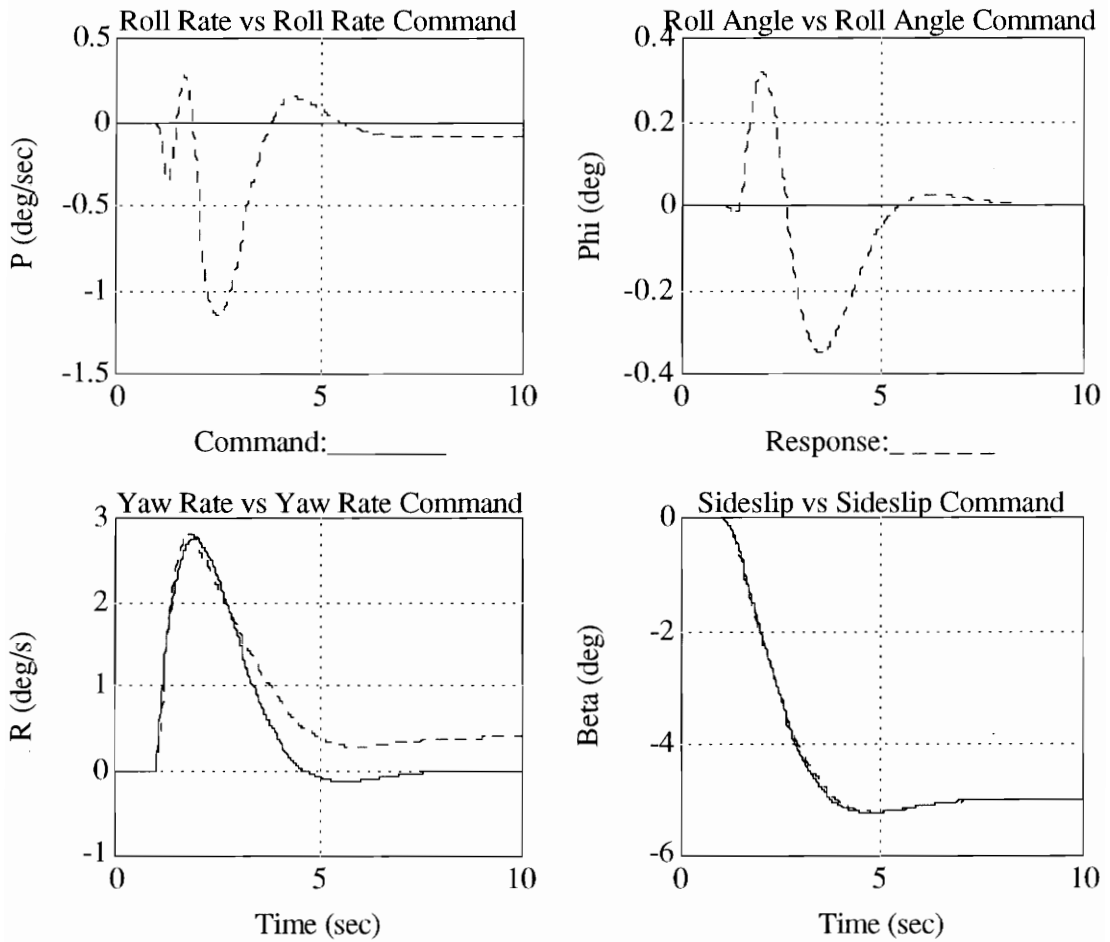 Roll Rate vs Roll Rate Command
0.5
0
-0.5
-1
-1.5
0 5 10
P (deg/sec)
Roll Angle vs Roll Angle Command
0.4
0.2
0
-0.2
-0.4
0 5 10
Phi (deg)
Command:
Response:
Yaw Rate vs Yaw Rate Command
3
2
1
0
-1
0 5 10
R (deg/s)
Time (sec)
Sideslip vs Sideslip Command
0
-2
-4
-6
0 5 10
Beta (deg)
Time (sec)